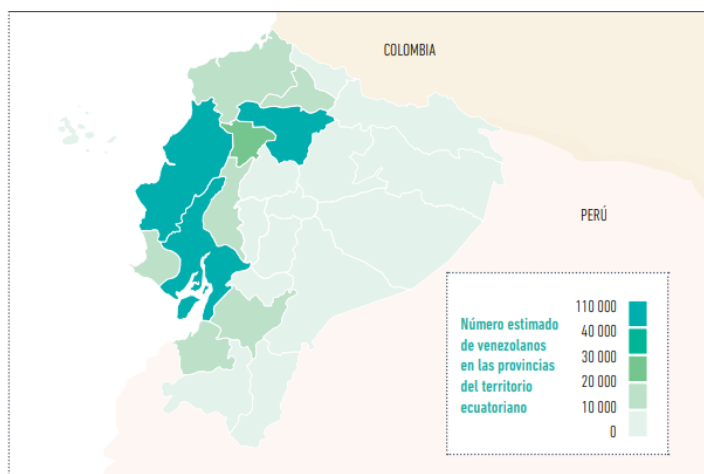 COLOMBIA
PERÚ
Número estimado
de venezolanos
en las provincias
del territorio
ecuatoriano
110 000
40 000
30 000
20 000
10 000
0